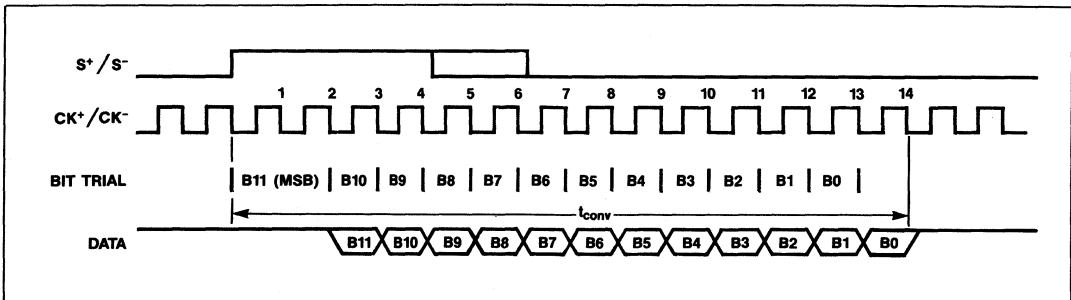 S+/S-
1 2 3 4 5 6 7 8 9 10 11 12 13 14
CK+/CK-
BIT TRIAL B11 (MSB) B10 B9 B8 B7 B6 B5 B4 B3 B2 B1 B0
tconv
DATA B11 B10 B9 B8 B7 B6 B5 B4 B3 B2 B1 B0